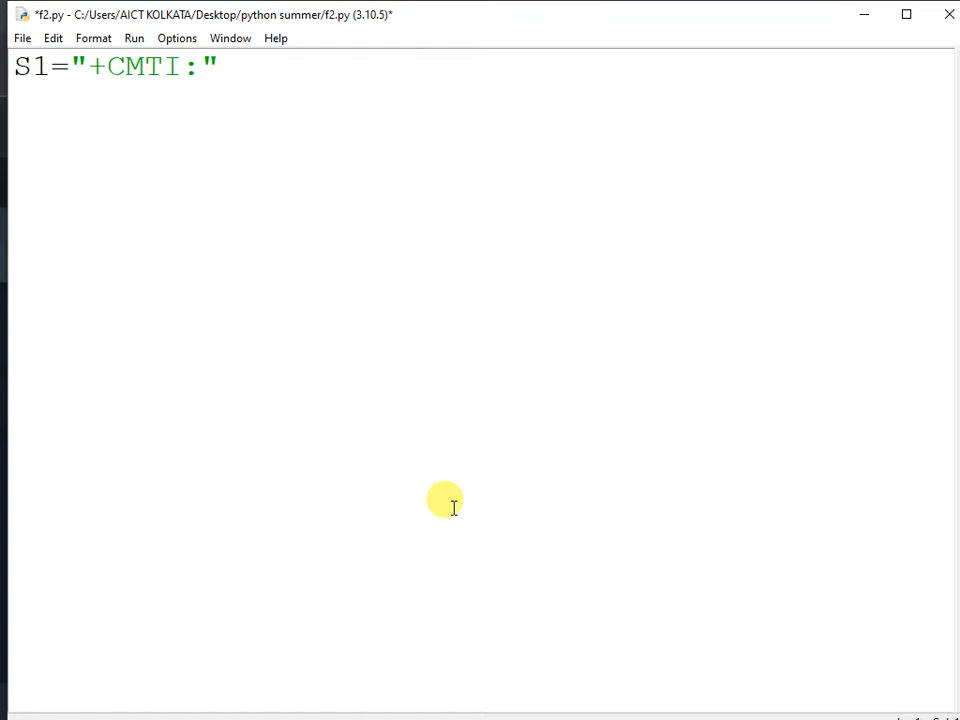 *f2.py - C:/Users/AICT KOLKATA/Desktop/python summer/f2.py (3.10.5)*
File Edit Format Run Options Window Help
S1="+CMTI:"